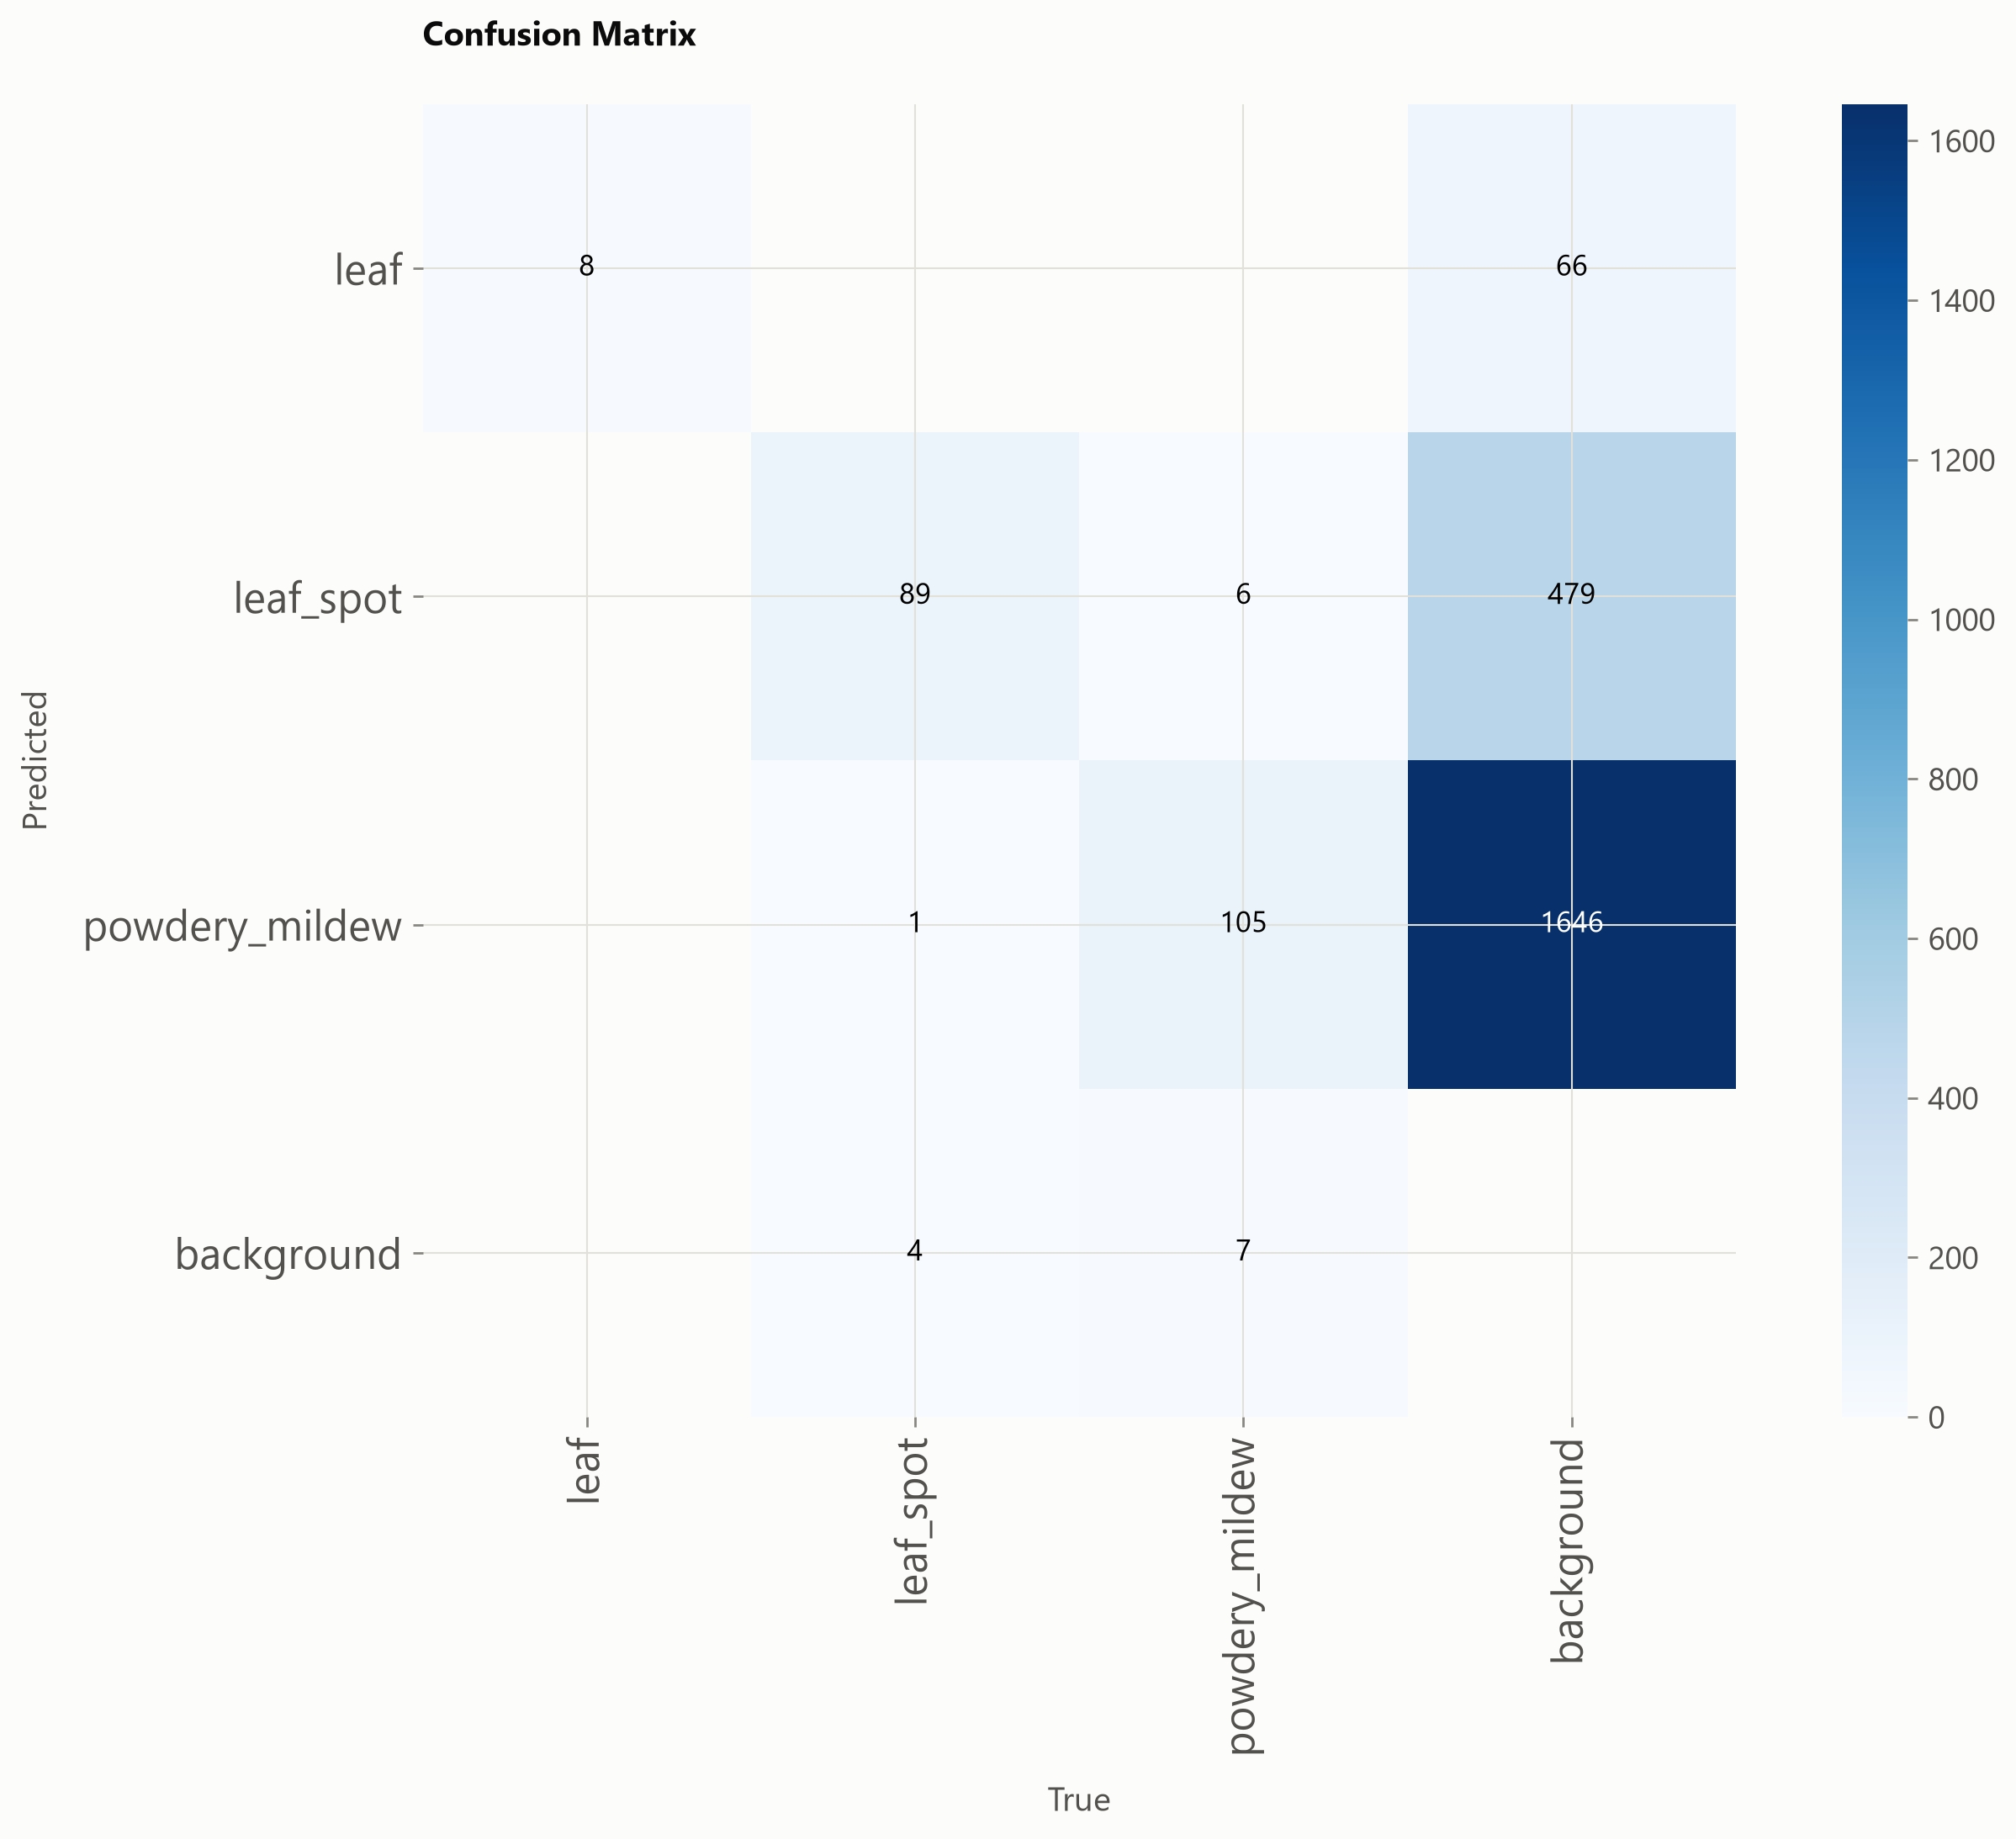 Confusion Matrix
leaf
8
66
leaf_spot
89
6
479
powdery_mildew
1
105
1646
background
4
7
leaf
leaf_spot
powdery_mildew
background
Predicted
True
1600
1400
1200
1000
800
600
400
200
0